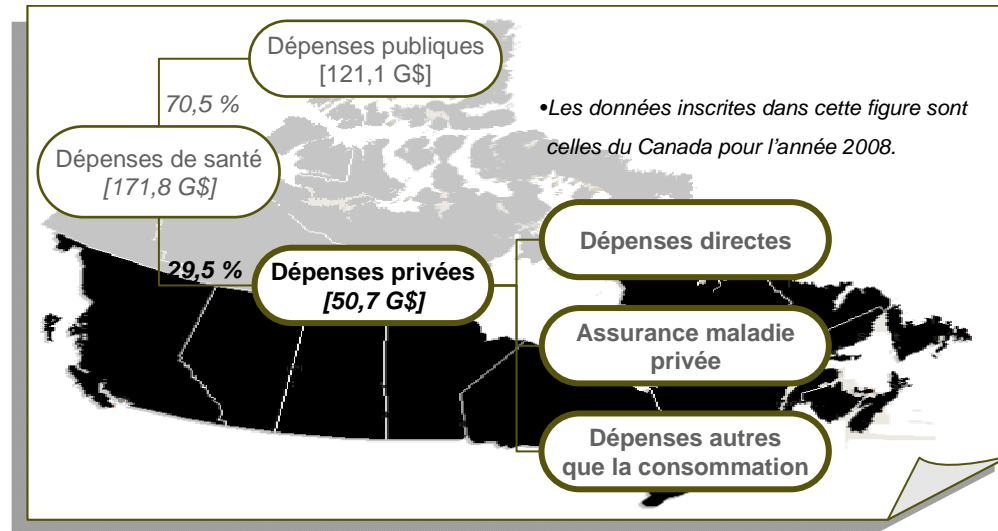 Dépenses publiques
[121,1 G$]
70,5 %
•Les données inscrites dans cette figure sont
celles du Canada pour l’année 2008.
Dépenses de santé
[171,8 G$]
29,5 %
Dépenses privées
[50,7 G$]
Dépenses directes
Assurance maladie
privée
Dépenses autres
que la consommation